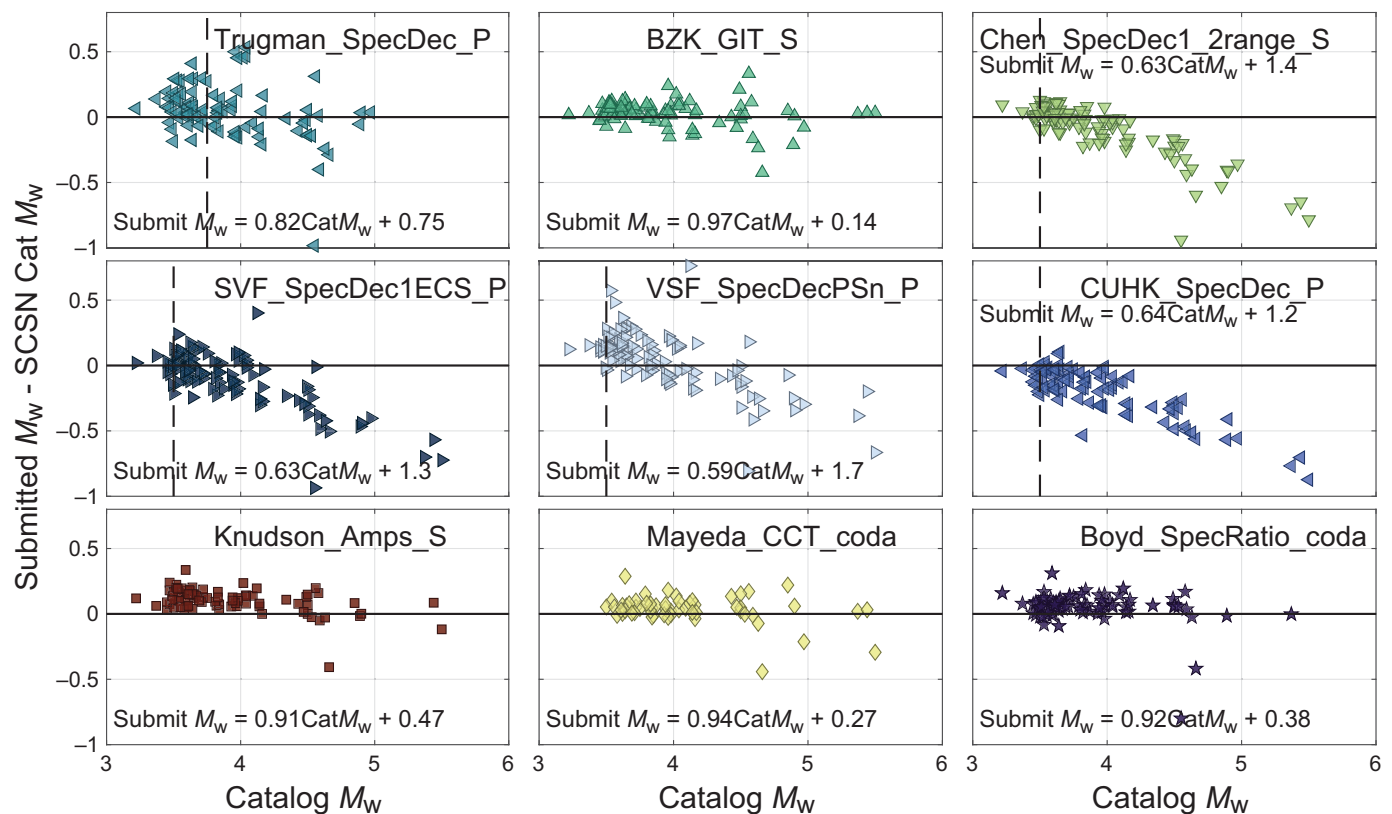 Submitted Mw - SCSN Cat Mw
0.5
0
−0.5
−1
Trugman_SpecDec_P
Submit Mw = 0.82CatMw + 0.75
BZK_GIT_S
Submit Mw = 0.97CatMw + 0.14
Chen_SpecDec1_2range_S
Submit Mw = 0.63CatMw + 1.4
0.5
0
−0.5
−1
SVF_SpecDec1ECS_P
Submit Mw = 0.63CatMw + 1.3
VSF_SpecDecPSn_P
Submit Mw = 0.59CatMw + 1.7
CUHK_SpecDec_P
Submit Mw = 0.64CatMw + 1.2
0.5
0
−0.5
−1
Knudson_Amps_S
Submit Mw = 0.91CatMw + 0.47
Mayeda_CCT_coda
Submit Mw = 0.94CatMw + 0.27
Boyd_SpecRatio_coda
Submit Mw = 0.92CatMw + 0.38
3 4 5 6
3 4 5 6
3 4 5 6
Catalog Mw
Catalog Mw
Catalog Mw